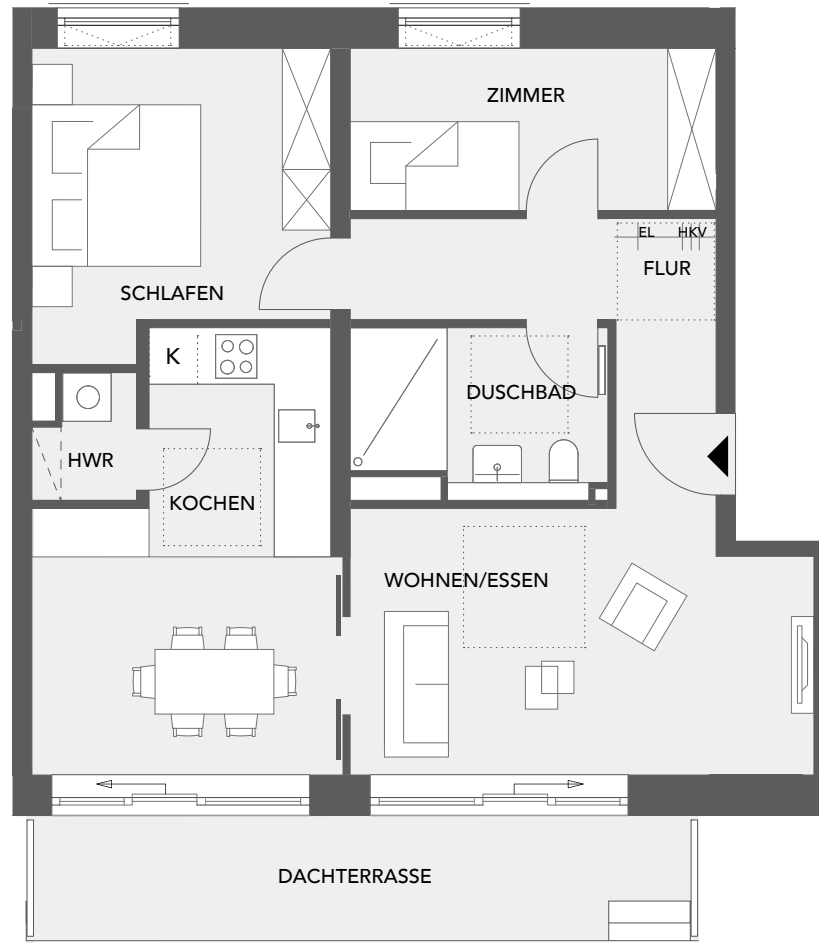 ZIMMER
EL HKV
FLUR
SCHLAFEN
K
DUSCHBAD
HWR
KOCHEN
WOHNEN/ESSEN
DACHTERRASSE